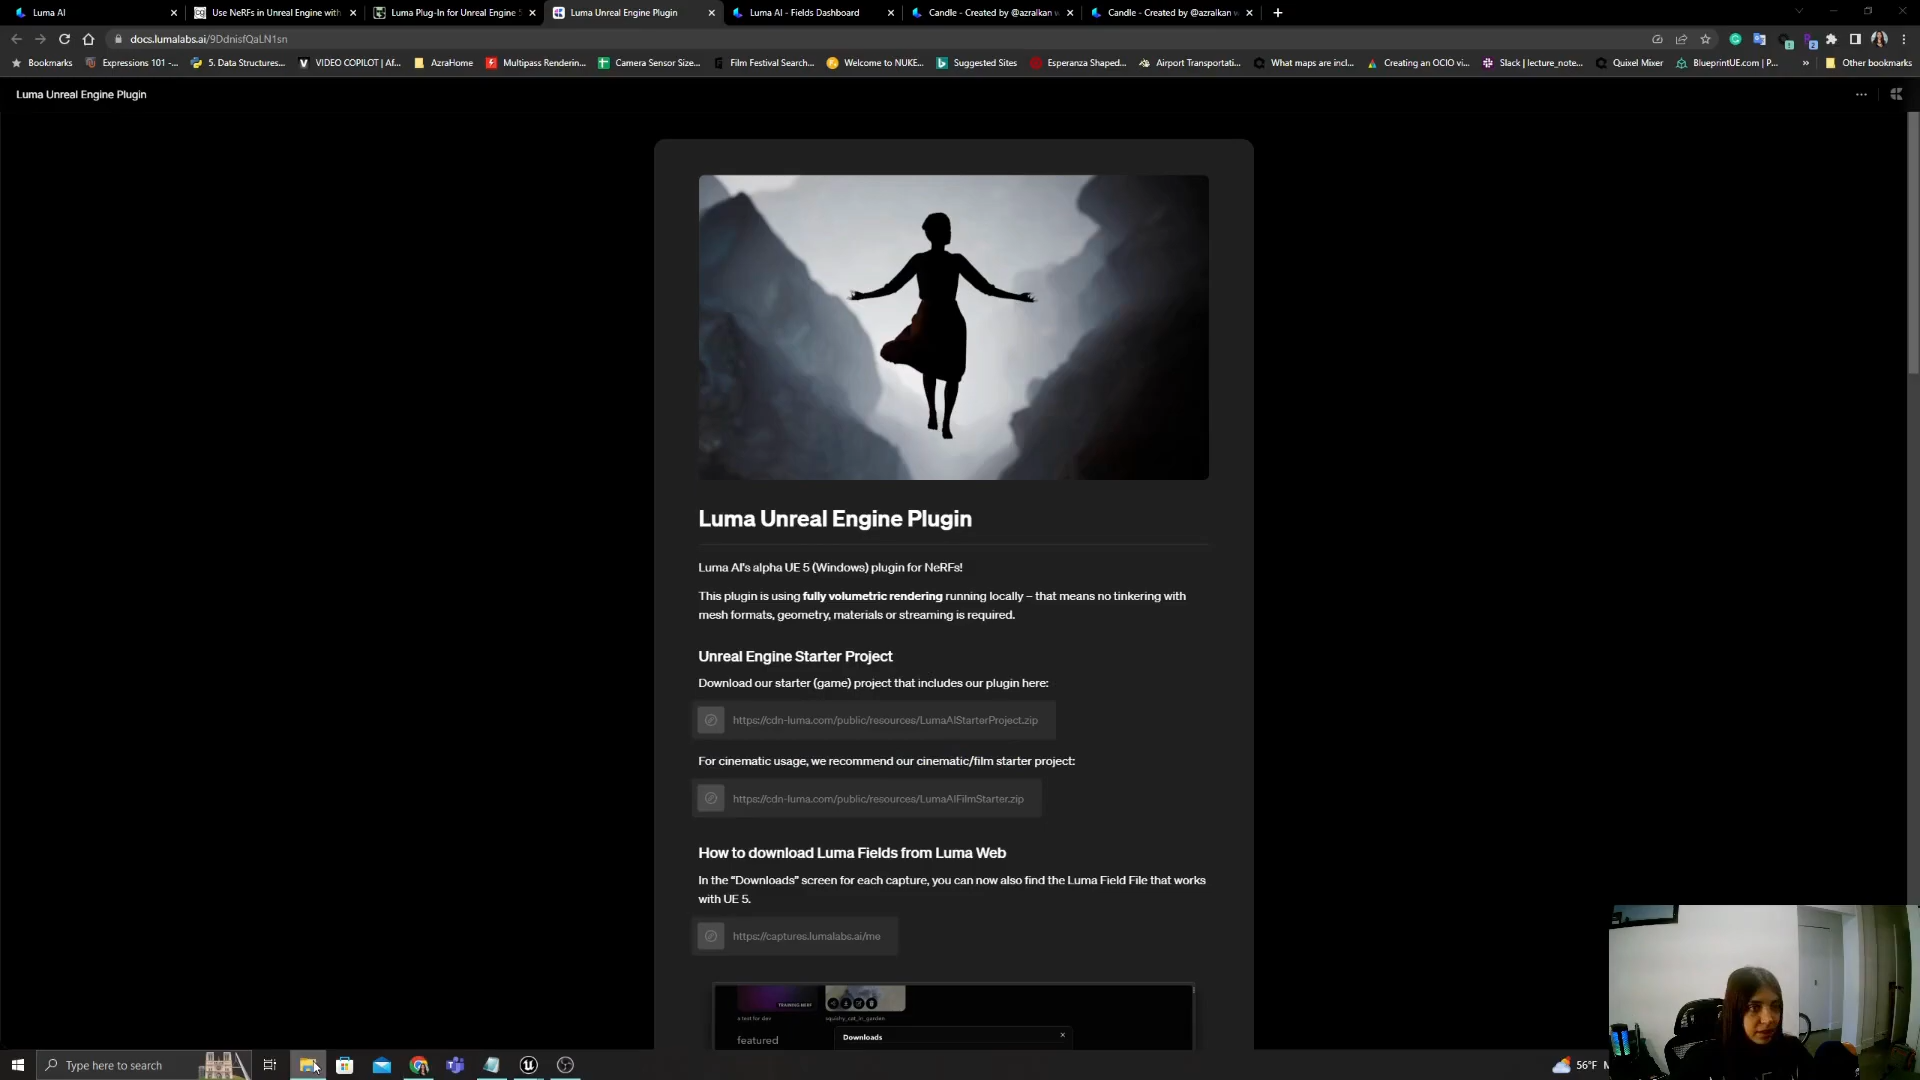 Luma AI
Use NeRFs in Unreal Engine with
Luma Plug-In for Unreal Engine 5
Luma Unreal Engine Plugin
Luma AI - Fields Dashboard
Candle - Created by @azralkan w
Candle - Created by @azralkan w
docs.lumalabs.ai/9DdnisfQaLN1sn
Bookmarks
Expressions 101 -...
5. Data Structures...
VIDEO COPILOT | Af...
AzraHome
Multipass Renderin...
Camera Sensor Size...
Film Festival Search...
Welcome to NUKE...
Suggested Sites
Esperanza Shaped...
Airport Transportati...
What maps are incl...
Creating an OCIO vi...
Slack | lecture_note...
Quixel Mixer
BlueprintUE.com | P...
Other bookmarks
Luma Unreal Engine Plugin
Luma Unreal Engine Plugin
Luma AI's alpha UE 5 (Windows) plugin for NeRFs!
This plugin is using fully volumetric rendering running locally – that means no tinkering with
mesh formats, geometry, materials or streaming is required.
Unreal Engine Starter Project
Download our starter (game) project that includes our plugin here:
https://cdn-luma.com/public/resources/LumaAIStarterProject.zip
For cinematic usage, we recommend our cinematic/film starter project:
https://cdn-luma.com/public/resources/LumaAIFilmStarter.zip
How to download Luma Fields from Luma Web
In the “Downloads” screen for each capture, you can now also find the Luma Field File that works
with UE 5.
https://captures.lumalabs.ai/me
TRAINING NERF
a test for dev
squishy_cat_in_garden
featured
Downloads
Type here to search
56°F